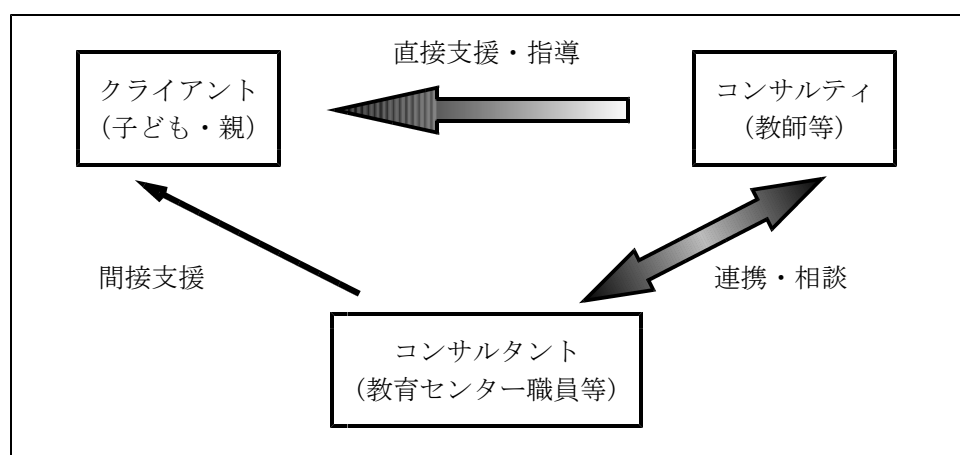 直接支援・指導
クライアント
（子ども・親）
コンサルティ
（教師等）
間接支援
連携・相談
コンサルタント
（教育センター職員等）